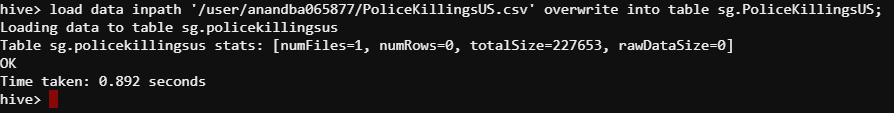 hive> load data inpath '/user/anandba065877/PoliceKillingsUS.csv' overwrite into table sg.PoliceKillingsUS;
Loading data to table sg.policekillingsus
Table sg.policekillingsus stats: [numFiles=1, numRows=0, totalSize=227653, rawDataSize=0]
OK
Time taken: 0.892 seconds
hive>